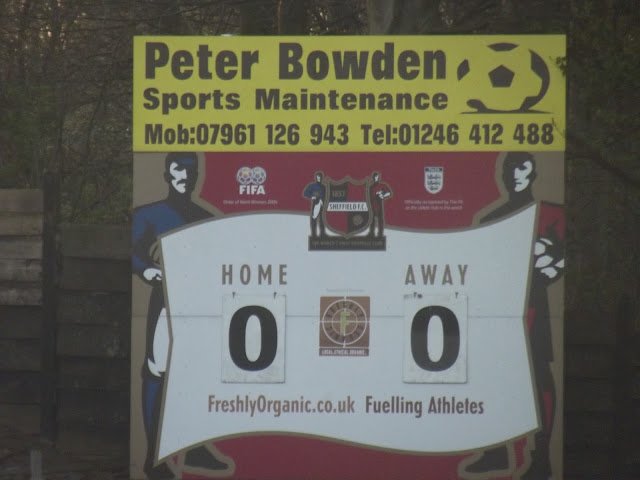 Peter Bowden
Sports Maintenance
Mob:07961 126 943 Tel:01246 412 488
FIFA
SHEFFIELD F.C.
HOME AWAY
0 0
FreshlyOrganic.co.uk Fuelling Athletes